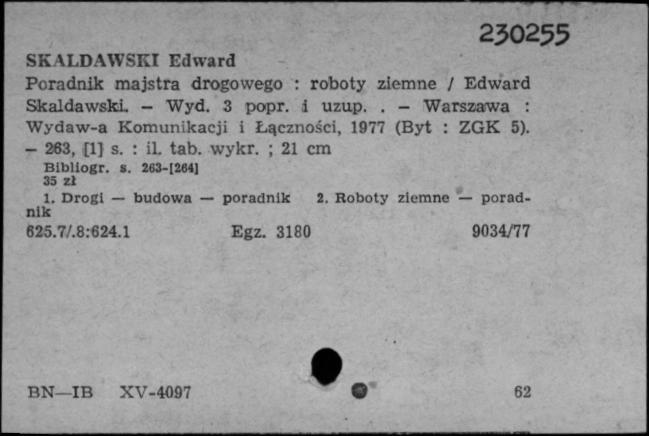 230255
SKALDAWSKI Edward
Poradnik majstra drogowego : roboty ziemne / Edward
Skaldawski. — Wyd. 3 popr. i uzup. . — Warszawa :
Wydaw-a Komunikacji i Łączności, 1977 (Byt : ZGK 5).
— 263, [1] s. : il. tab. wykr. ; 21 cm
Bibliogr. s. 263-[264]
35 zł
1. Drogi — budowa — poradnik 2. Roboty ziemne — porad-
nik
625.7/.8:624.1 Egz. 3180 9034/77
BN—IB XV-4097 62